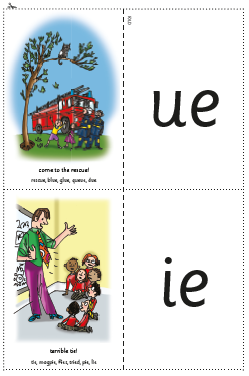 FOLD
ue
come to the rescue!
rescue, blue, glue, queue, due
ie
terrible tie!
tie, magpie, flies, tried, pie, lie